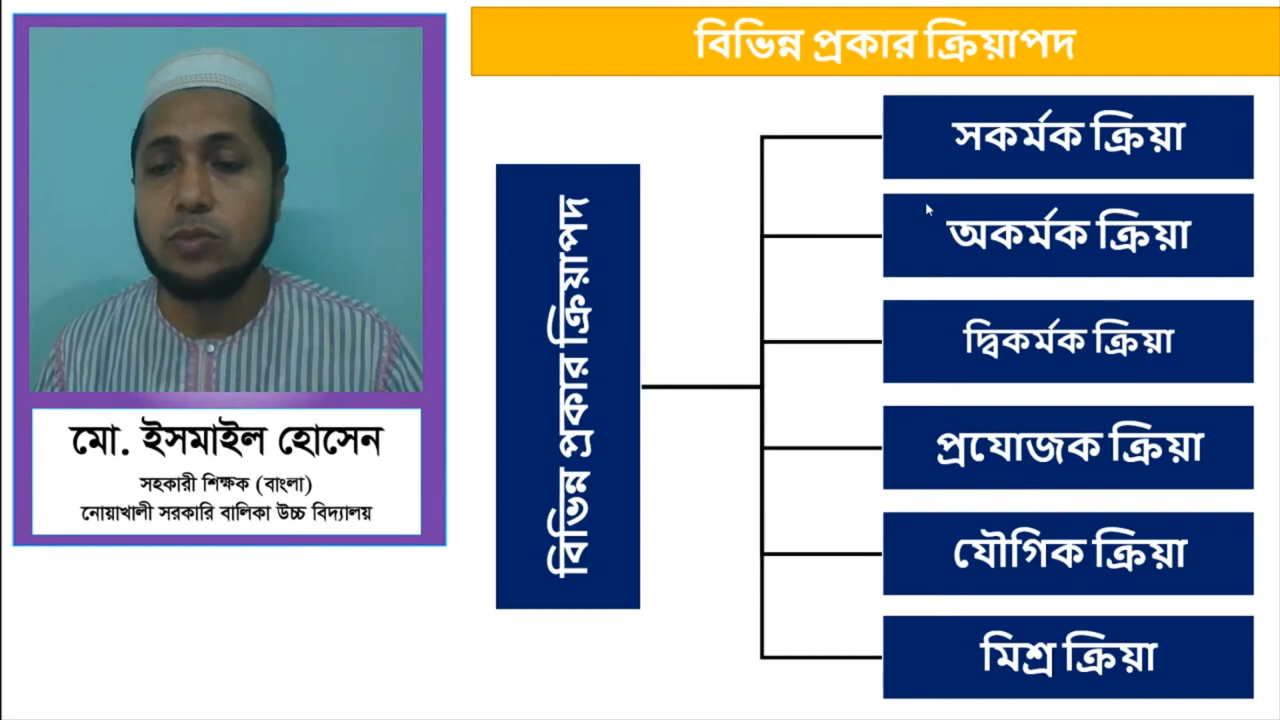 বিভিন্ন প্রকার ক্রিয়াপদ
মো. ইসমাইল হোসেন
সহকারী শিক্ষক (বাংলা)
নোয়াখালী সরকারি বালিকা উচ্চ বিদ্যালয়
বিভিন্ন প্রকার ক্রিয়াপদ
সকর্মক ক্রিয়া
অকর্মক ক্রিয়া
দ্বিকর্মক ক্রিয়া
প্রযোজক ক্রিয়া
যৌগিক ক্রিয়া
মিশ্র ক্রিয়া